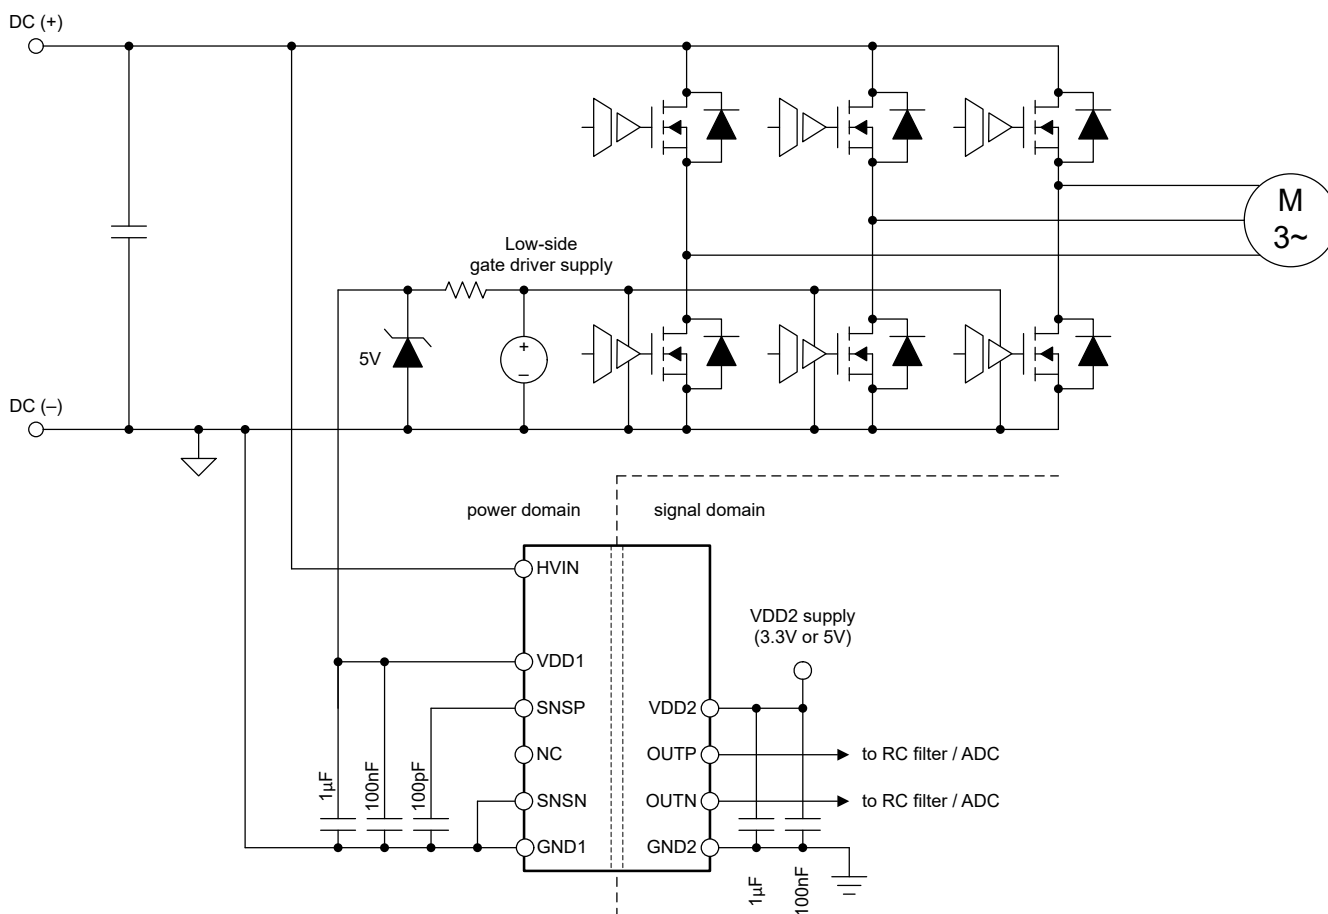 DC (+)
M
3~
Low-side
gate driver supply
5V
+
–
DC (–)
power domain
signal domain
HVIN
VDD2 supply
(3.3V or 5V)
VDD1
SNSP
VDD2
NC
OUTP
to RC filter / ADC
1µF
100nF
100pF
SNSN
OUTN
to RC filter / ADC
GND1
GND2
1µF
100nF